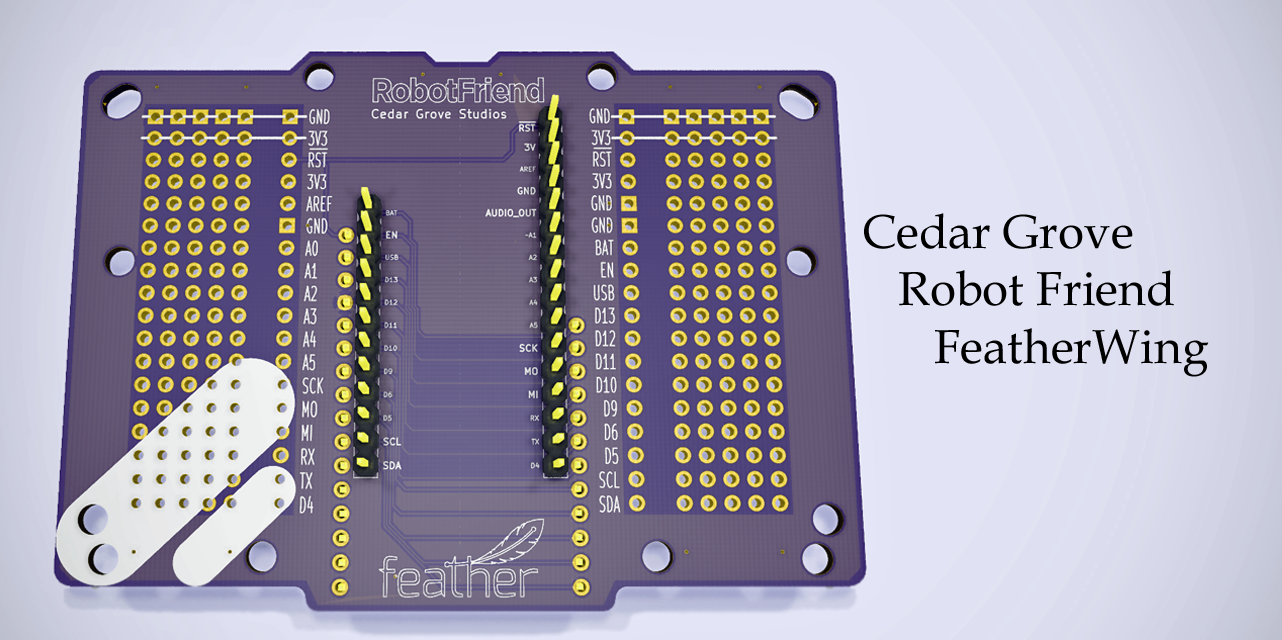 RobotFriend
Cedar Grove Studios
GND
3V3
RST
3V3
AREF
GND
A0
A1
A2
A3
A4
A5
SCK
MO
MI
RX
TX
D4
BAT
EN
USB
D13
D12
D11
D10
D9
D6
D5
SCL
SDA
RST
3V
AREF
GND
AUDIO_OUT
-A1
A2
A3
A4
A5
SCK
MO
MI
RX
TX
D4
GND
3V3
RST
3V3
GND
GND
BAT
EN
USB
D13
D12
D11
D10
D9
D6
D5
SCL
SDA
feather
Cedar Grove
Robot Friend
FeatherWing